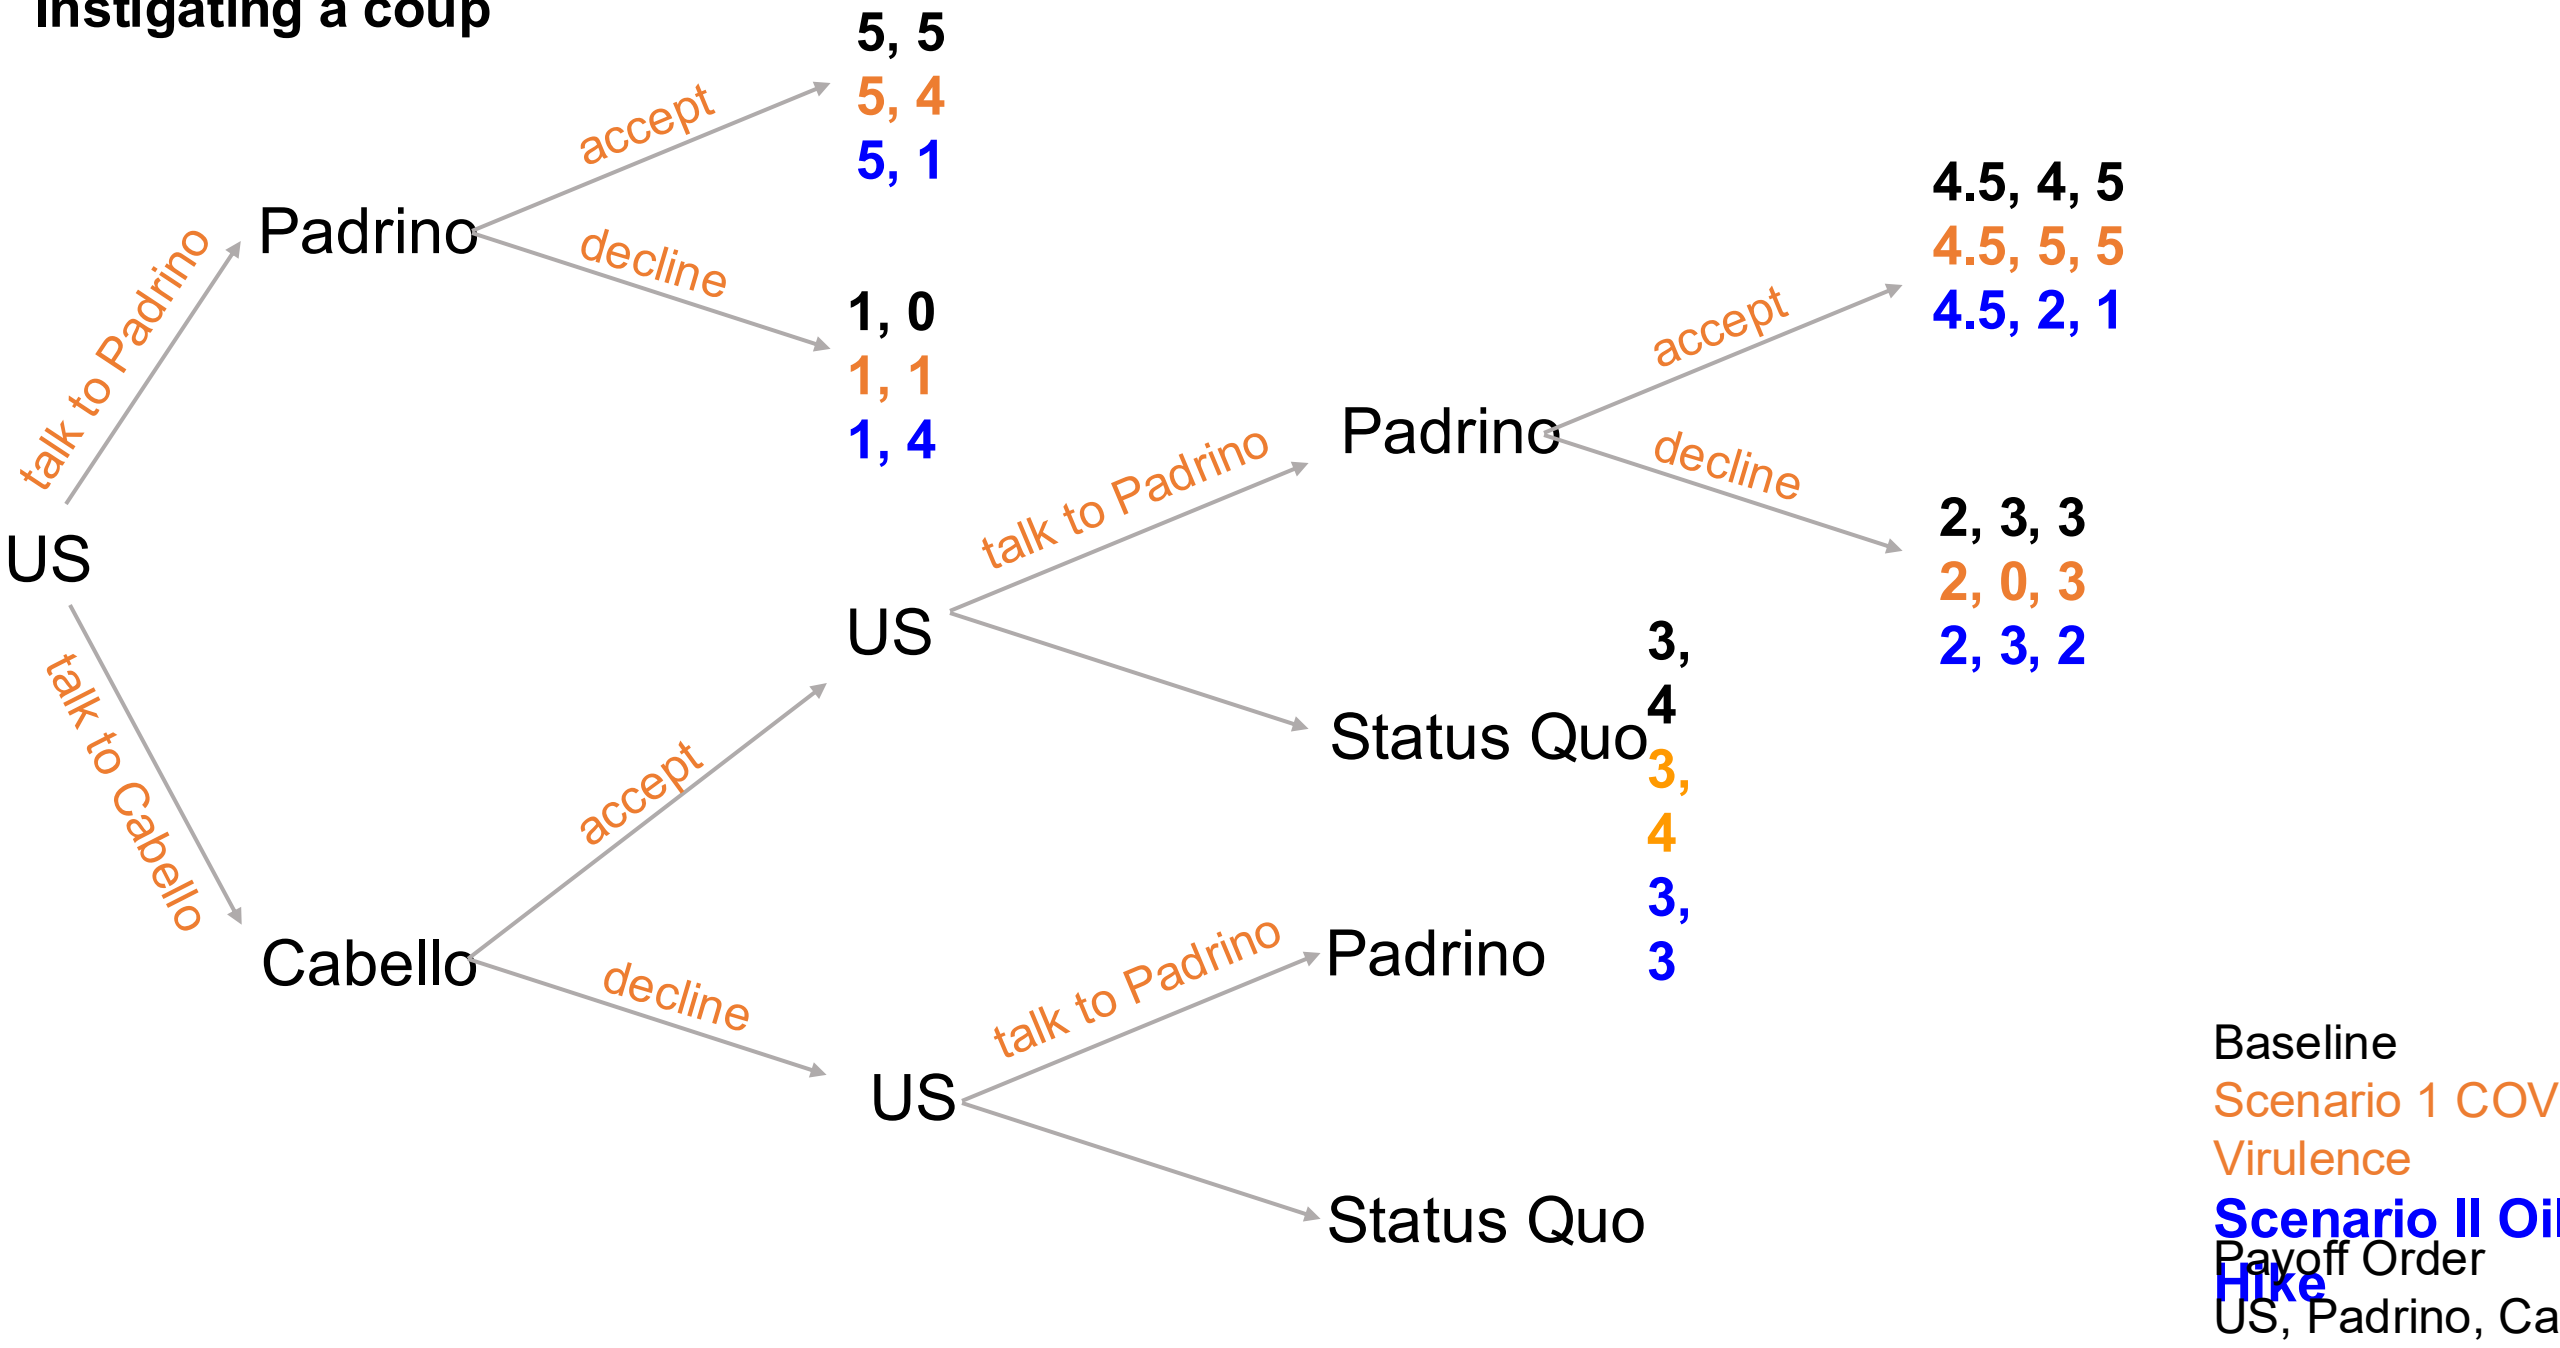 Instigating a coup
5, 5
5, 4
5, 1
accept
Padrino
decline
talk to Padrino
1, 0
1, 1
1, 4
US
talk to Cabello
Cabello
accept
decline
US
talk to Padrino
Padrino
accept
4.5, 4, 5
4.5, 5, 5
4.5, 2, 1
decline
2, 3, 3
2, 0, 3
2, 3, 2
Status Quo
3,
4
3,
4
3,
3
US
talk to Padrino
Padrino
Status Quo
Baseline
Scenario 1 COV
Virulence
Scenario II Oil
Hike
Payoff Order
US, Padrino, Ca